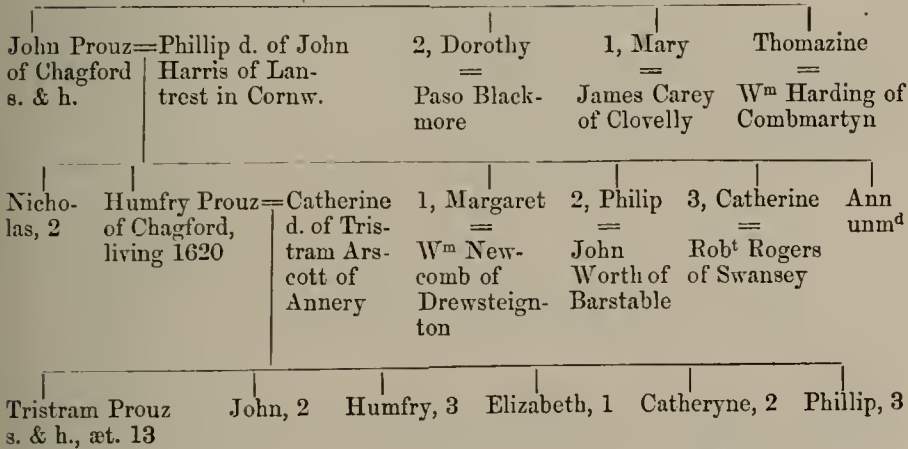 John Prouz=Phillip d. of John 2, Dorothy 1, Mary Thomazine
of Chagford Harris of Lan- = = =
s. & h. trest in Cornw. Paso Black- James Carey Wᵐ Harding of
more of Clovelly Combmartyn
Nicho- Humfry Prouz=Catherine 1, Margaret 2, Philip 3, Catherine Ann
las, 2 of Chagford, d. of Tris- = = = unmᵈ
living 1620 tram Ars- Wᵐ New- John Robᵗ Rogers
cott of comb of Worth of of Swansey
Annery Drewsteign- Barstable
ton
Tristram Prouz John, 2 Humfry, 3 Elizabeth, 1 Catheryne, 2 Phillip, 3
s. & h., æt. 13